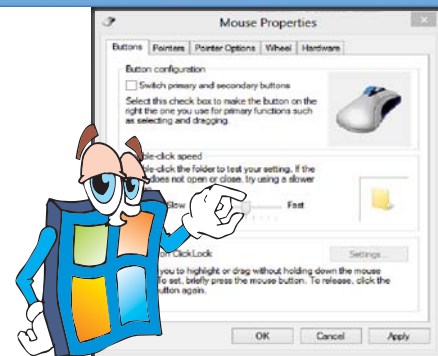 Mouse Properties
Buttons Pointers Pointer Options Wheel Hardware
Button configuration
Switch primary and secondary buttons
Select this check box to make the button on the
right the one you use for primary functions such
as selecting and dragging.
click speed
click the folder to test your setting. If the
does not open or close, try using a slower
Slow Fast
ClickLock Settings...
you to highlight or drag without holding down the mouse
set, briefly press the mouse button. To release, click the
button again.
OK Cancel Apply